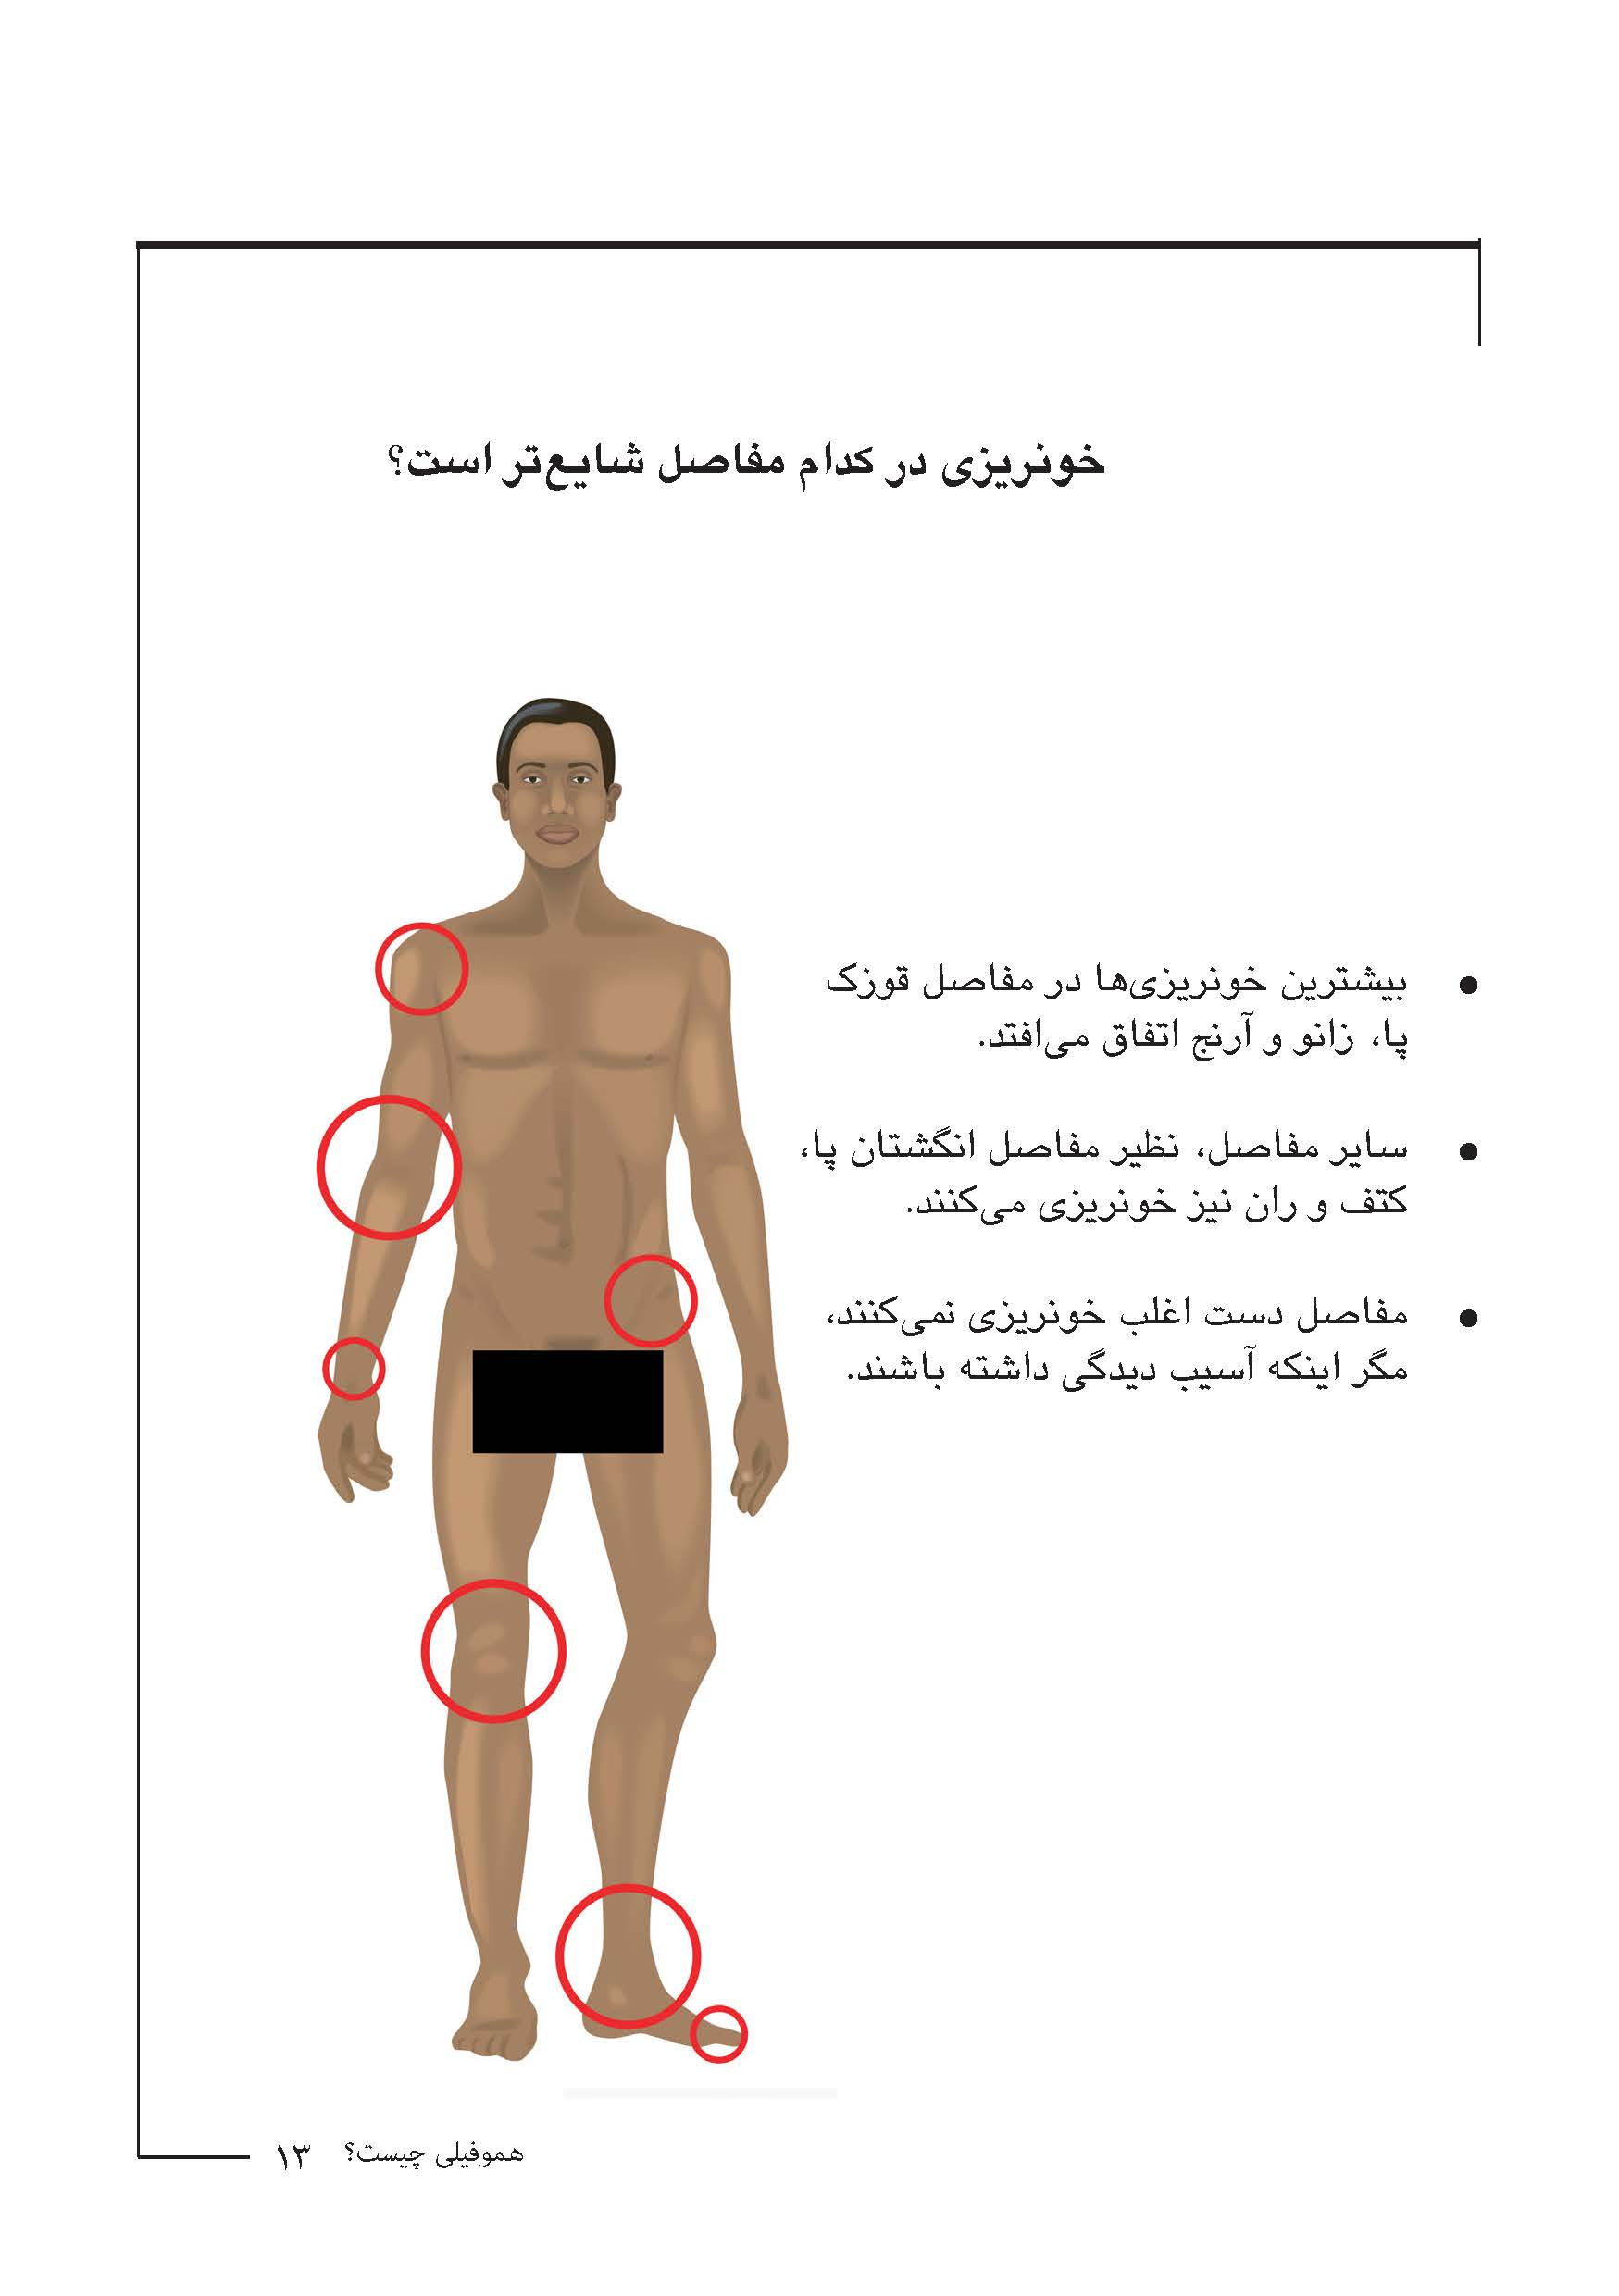 خونریزی در کدام مفاصل شایع‌تر است؟
• بیشترین خونریزی‌ها در مفاصل قوزک
پا، زانو و آرنج اتفاق می‌افتد.
• سایر مفاصل، نظیر مفاصل انگشتان پا،
کتف و ران نیز خونریزی می‌کنند.
• مفاصل دست اغلب خونریزی نمی‌کنند،
مگر اینکه آسیب دیدگی داشته باشند.
هموفیلی چیست؟ ۱۳